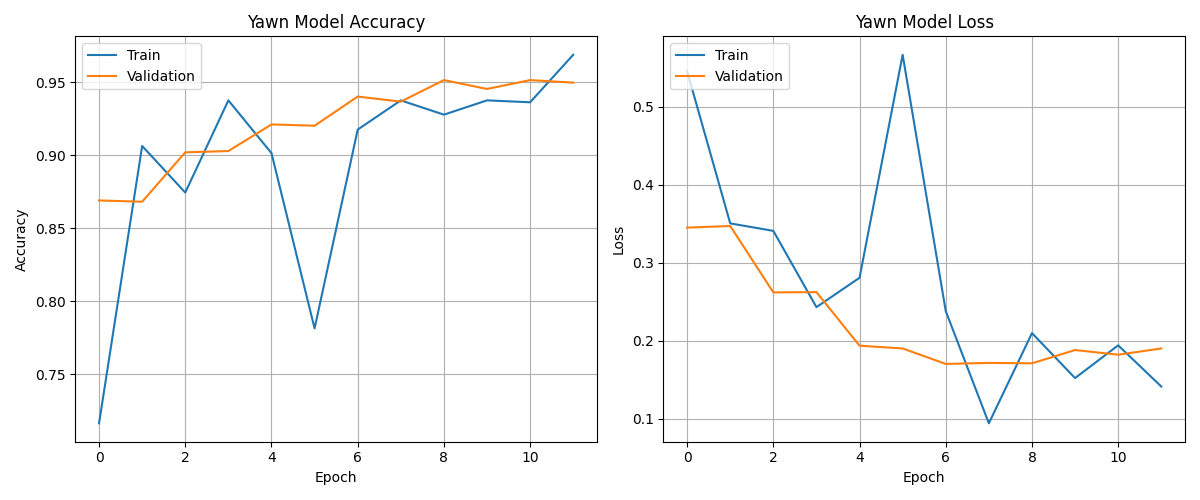 Yawn Model Accuracy
Train
Validation
0.95
0.90
0.85
0.80
0.75
Accuracy
0 2 4 6 8 10
Epoch
Yawn Model Loss
Train
Validation
0.5
0.4
0.3
0.2
0.1
Loss
0 2 4 6 8 10
Epoch